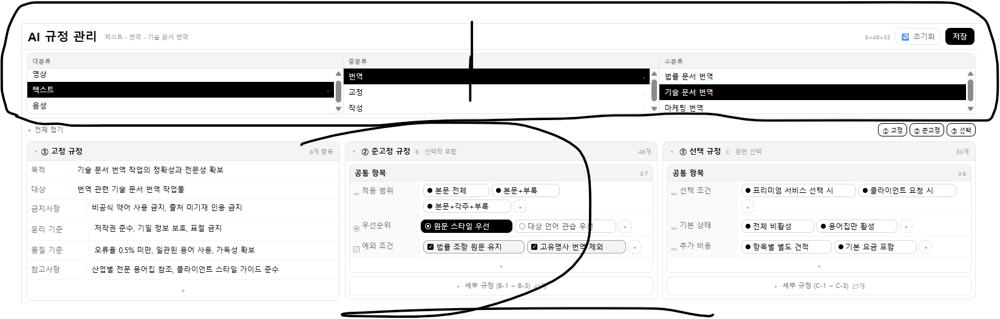 AI 규정 관리 텍스트 › 번역 › 기술 문서 번역 6+48+33 초기화 저장
대분류 중분류 소분류
영상 › 번역 › 법률 문서 번역
텍스트 › 교정 › 기술 문서 번역
음성 › 작성 › 마케팅 번역
전체 접기 ① 고정 ② 준고정 ③ 선택
① 고정 규정 6개 항목
목적 기술 문서 번역 작업의 정확성과 전문성 확보
대상 번역 관련 기술 문서 번역 작업물
금지사항 비공식 약어 사용 금지, 출처 미기재 인용 금지
윤리 기준 저작권 준수, 기밀 정보 보호, 표절 금지
품질 기준 오류율 0.5% 미만, 일관된 용어 사용, 가독성 확보
참고사항 산업별 전문 용어집 참조, 클라이언트 스타일 가이드 준수
+
② 준고정 규정 B · 선택적 포함 48개
공통 항목 3·7
적용 범위 본문 전체 본문+부록
본문+각주+부록 +
우선순위 원문 스타일 우선 대상 언어 관습 우선 +
예외 조건 법률 조항 원문 유지 고유명사 번역 제외 +
+
세부 규정 (B-1 ~ B-3) 41개
③ 선택 규정 C · 완전 선택 33개
공통 항목 3·6
선택 조건 프리미엄 서비스 선택 시 클라이언트 요청 시
+
기본 상태 전체 비활성 용어집만 활성 +
추가 비용 항목별 별도 견적 기본 요금 포함 +
+
세부 규정 (C-1 ~ C-3) 27개